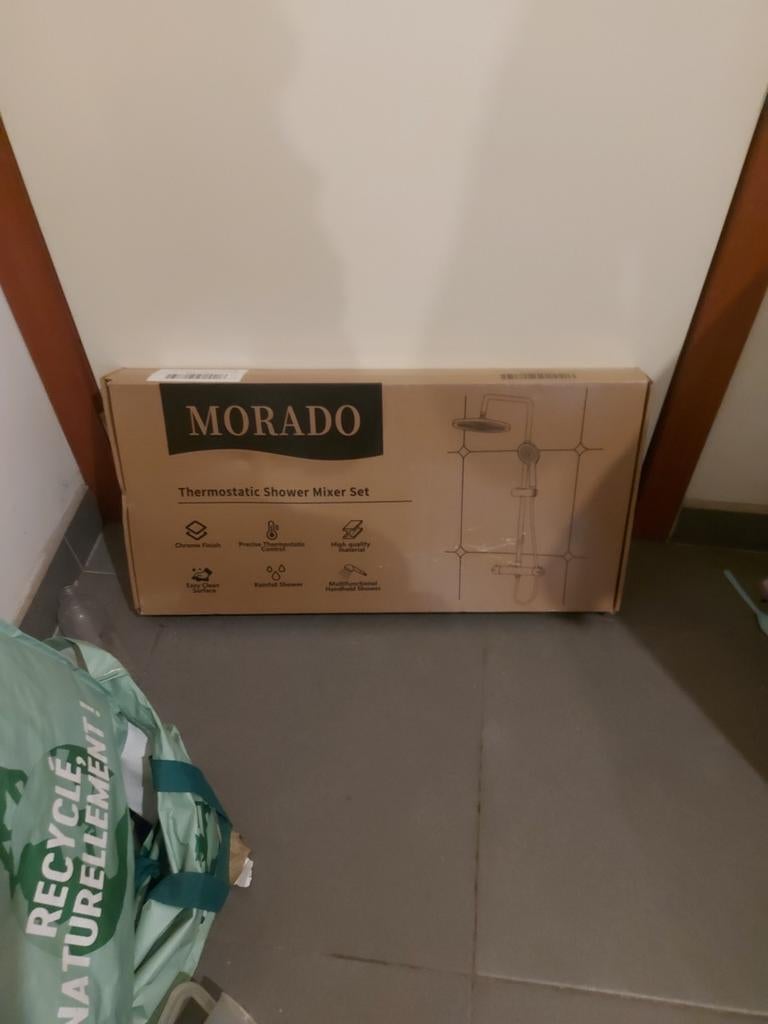 MORADO
Thermostatic Shower Mixer Set
Chrome Finish
Precise Thermostatic
Control
High quality
material
Easy Clean
Surface
Rainfall Shower
Multifunctional
Handheld Shower
RECYCLÉ,
NATURELLEMENT !